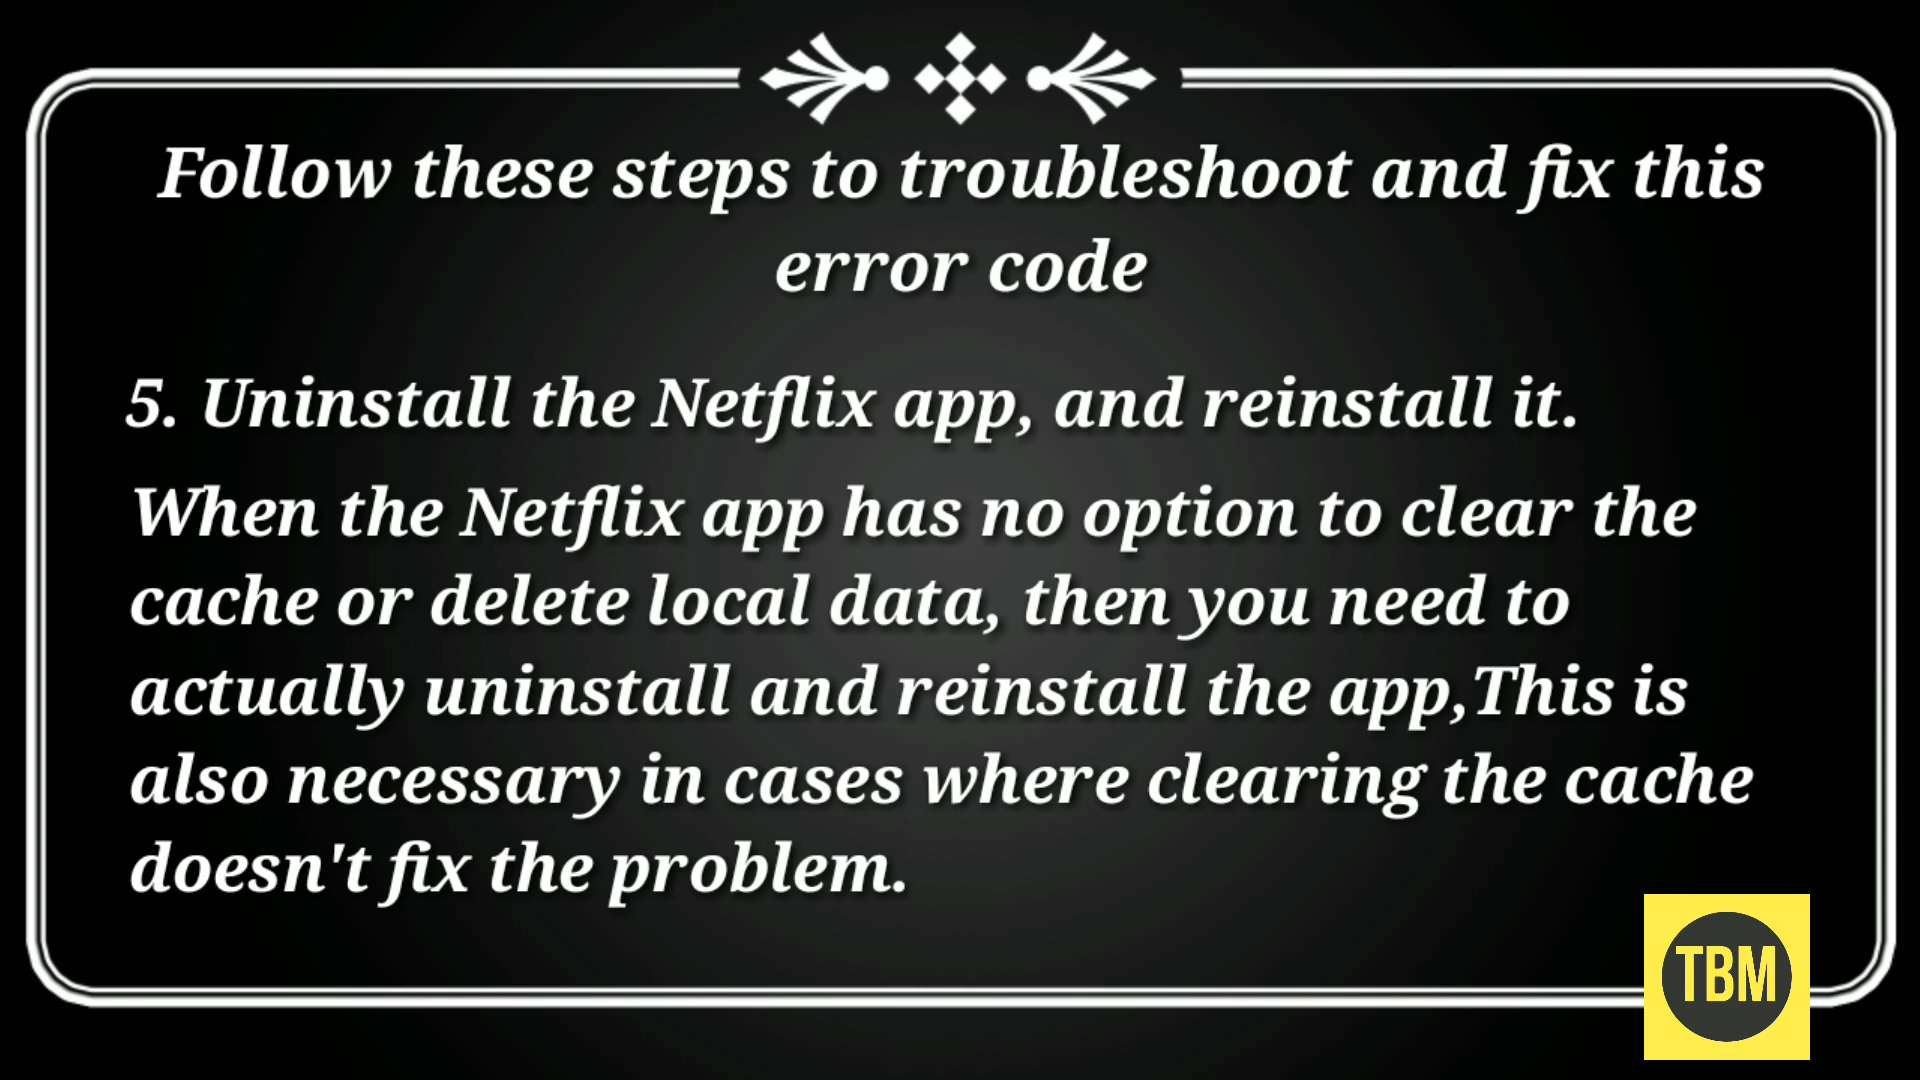 Follow these steps to troubleshoot and fix this
error code
5. Uninstall the Netflix app, and reinstall it.
When the Netflix app has no option to clear the
cache or delete local data, then you need to
actually uninstall and reinstall the app,This is
also necessary in cases where clearing the cache
doesn't fix the problem.
TBM